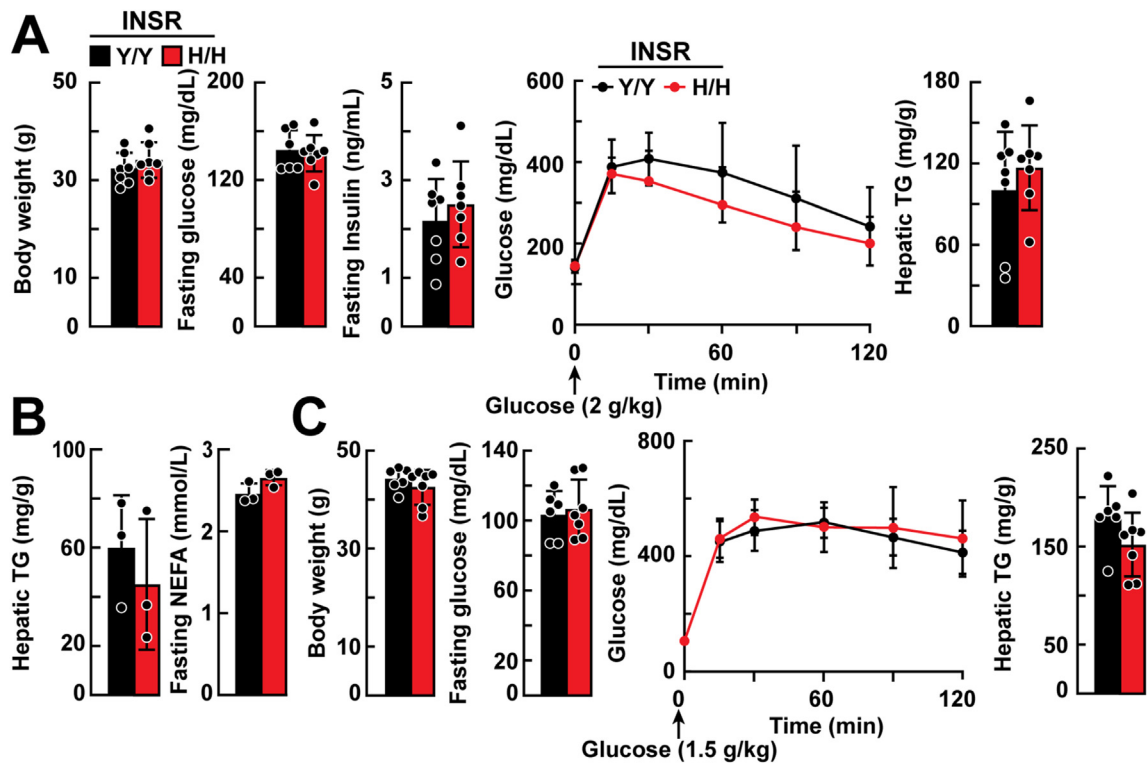 A
INSR
Y/Y H/H
Body weight (g)
50
30
30
0
Fasting glucose (mg/dL)
200
120
40
0
Fasting Insulin (ng/mL)
5
3
1
0
INSR
Y/Y H/H
Glucose (mg/dL)
600
400
200
0
0
60
120
Time (min)
Glucose (2 g/kg)
Hepatic TG (mg/g)
180
120
60
0
B
Hepatic TG (mg/g)
100
60
20
0
Fasting NEFA (mmol/L)
3
2
1
0
C
Body weight (g)
50
45
15
0
Fasting glucose (mg/dL)
140
100
60
20
0
Glucose (mg/dL)
800
400
0
0
60
120
Time (min)
Glucose (1.5 g/kg)
Hepatic TG (mg/g)
250
150
50
0